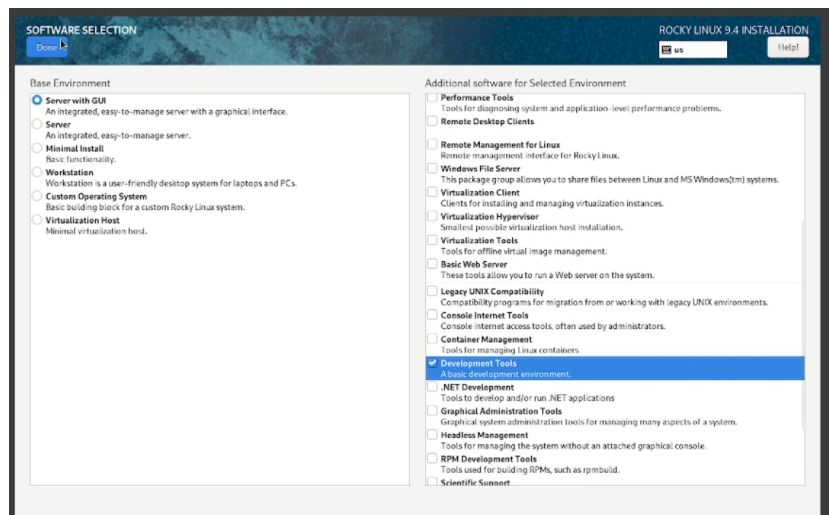 SOFTWARE SELECTION
ROCKY LINUX 9.4 INSTALLATION
Done
us
Help!
Base Environment
Server with GUI
An integrated, easy-to-manage server with a graphical interface.
Server
An integrated, easy-to-manage server.
Minimal Install
Basic functionality.
Workstation
Workstation is a user-friendly desktop system for laptops and PCs.
Custom Operating System
Basic building block for a custom Rocky Linux system.
Virtualization Host
Minimal virtualization host.
Additional software for Selected Environment
Performance Tools
Tools for diagnosing system and application-level performance problems.
Remote Desktop Clients
Remote Management for Linux
Remote management interface for Rocky Linux.
Windows File Server
This package group allows you to share files between Linux and MS Windows(tm) systems.
Virtualization Client
Clients for installing and managing virtualization instances.
Virtualization Hypervisor
Smallest possible virtualization host installation.
Virtualization Tools
Tools for offline virtual image management.
Basic Web Server
These tools allow you to run a Web server on the system.
Legacy UNIX Compatibility
Compatibility programs for migration from or working with legacy UNIX environments.
Console Internet Tools
Console internet access tools, often used by administrators.
Container Management
Tools for managing Linux containers
Development Tools
A basic development environment.
.NET Development
Tools to develop and/or run .NET applications
Graphical Administration Tools
Graphical system administration tools for managing many aspects of a system.
Headless Management
Tools for managing the system without an attached graphical console.
RPM Development Tools
Tools used for building RPMs, such as rpmbuild.
Scientific Support